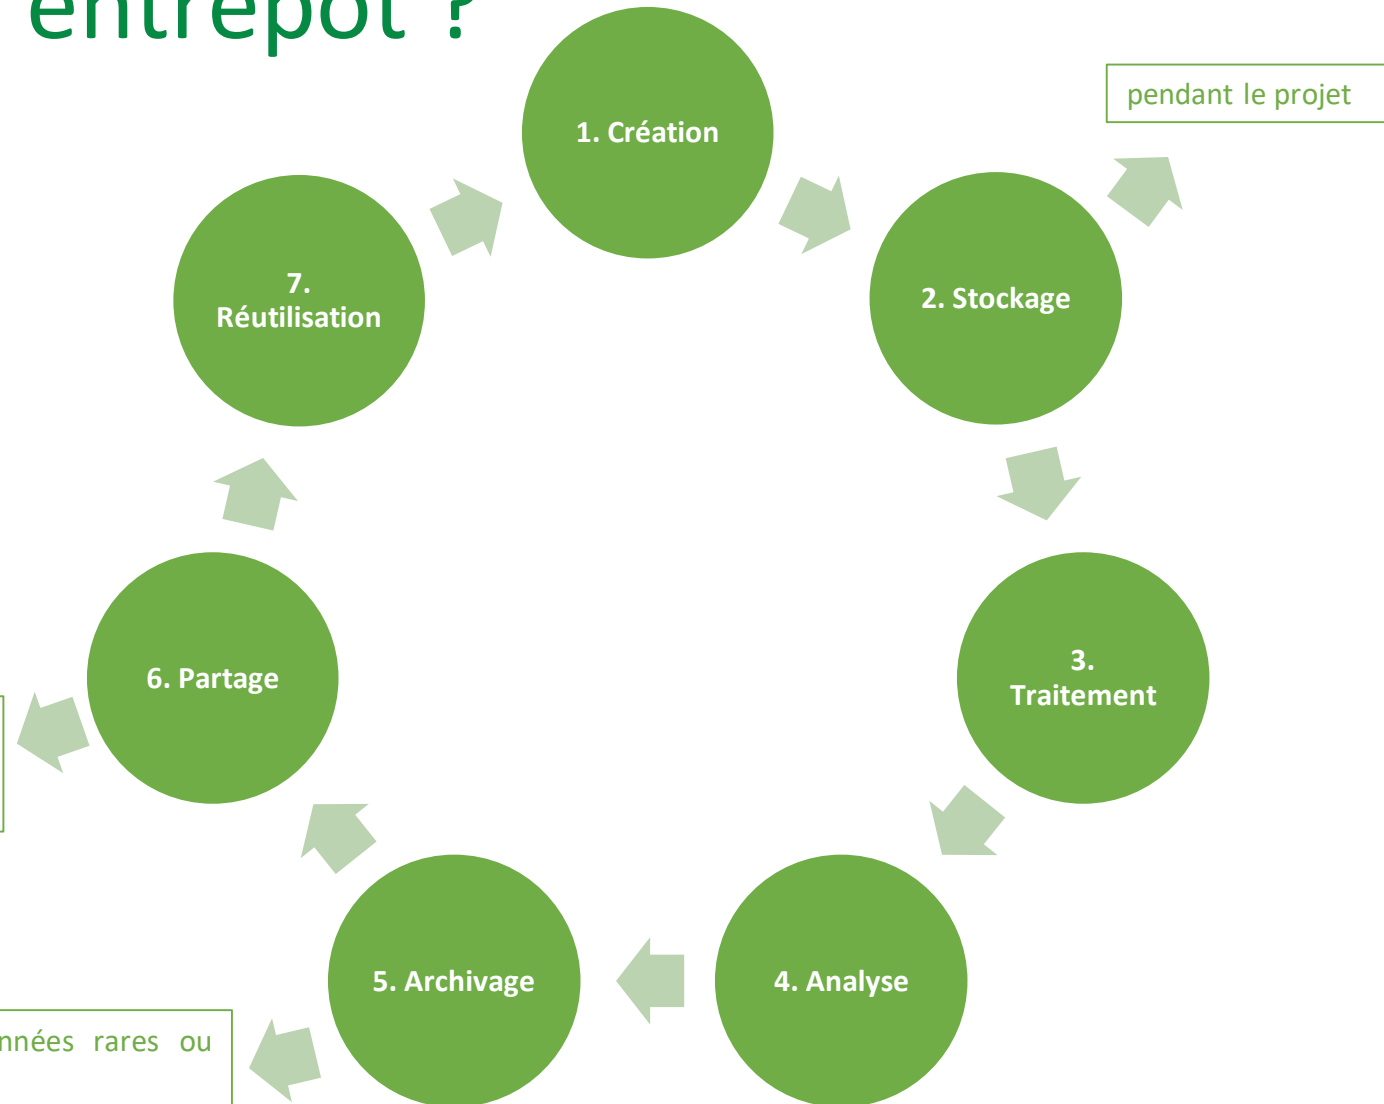 entrepôt ?
1. Création
pendant le projet
2. Stockage
3.
Traitement
4. Analyse
5. Archivage
rares ou
6. Partage
7.
Réutilisation